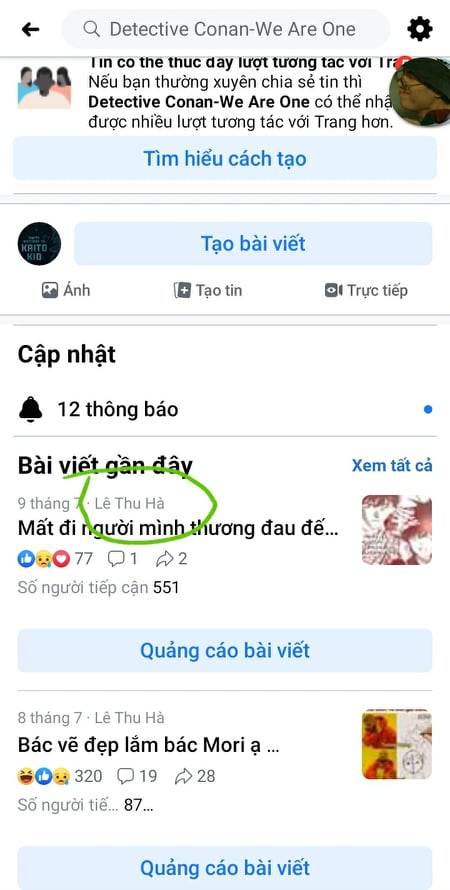 Detective Conan-We Are One
Tin có thể thúc đẩy lượt tương tác với Tra
Nếu bạn thường xuyên chia sẻ tin thì
Detective Conan-We Are One có thể nhậ
được nhiều lượt tương tác với Trang hơn.
Tìm hiểu cách tạo
KAITO
KID
Tạo bài viết
Ảnh
Tạo tin
Trực tiếp
Cập nhật
12 thông báo
Bài viết gần đây
Xem tất cả
9 tháng 7 · Lê Thu Hà
Mất đi người mình thương đau đế...
77 1 2
Số người tiếp cận 551
Quảng cáo bài viết
8 tháng 7 · Lê Thu Hà
Bác vẽ đẹp lắm bác Mori ạ ...
320 19 28
Số người tiế... 87...
Quảng cáo bài viết